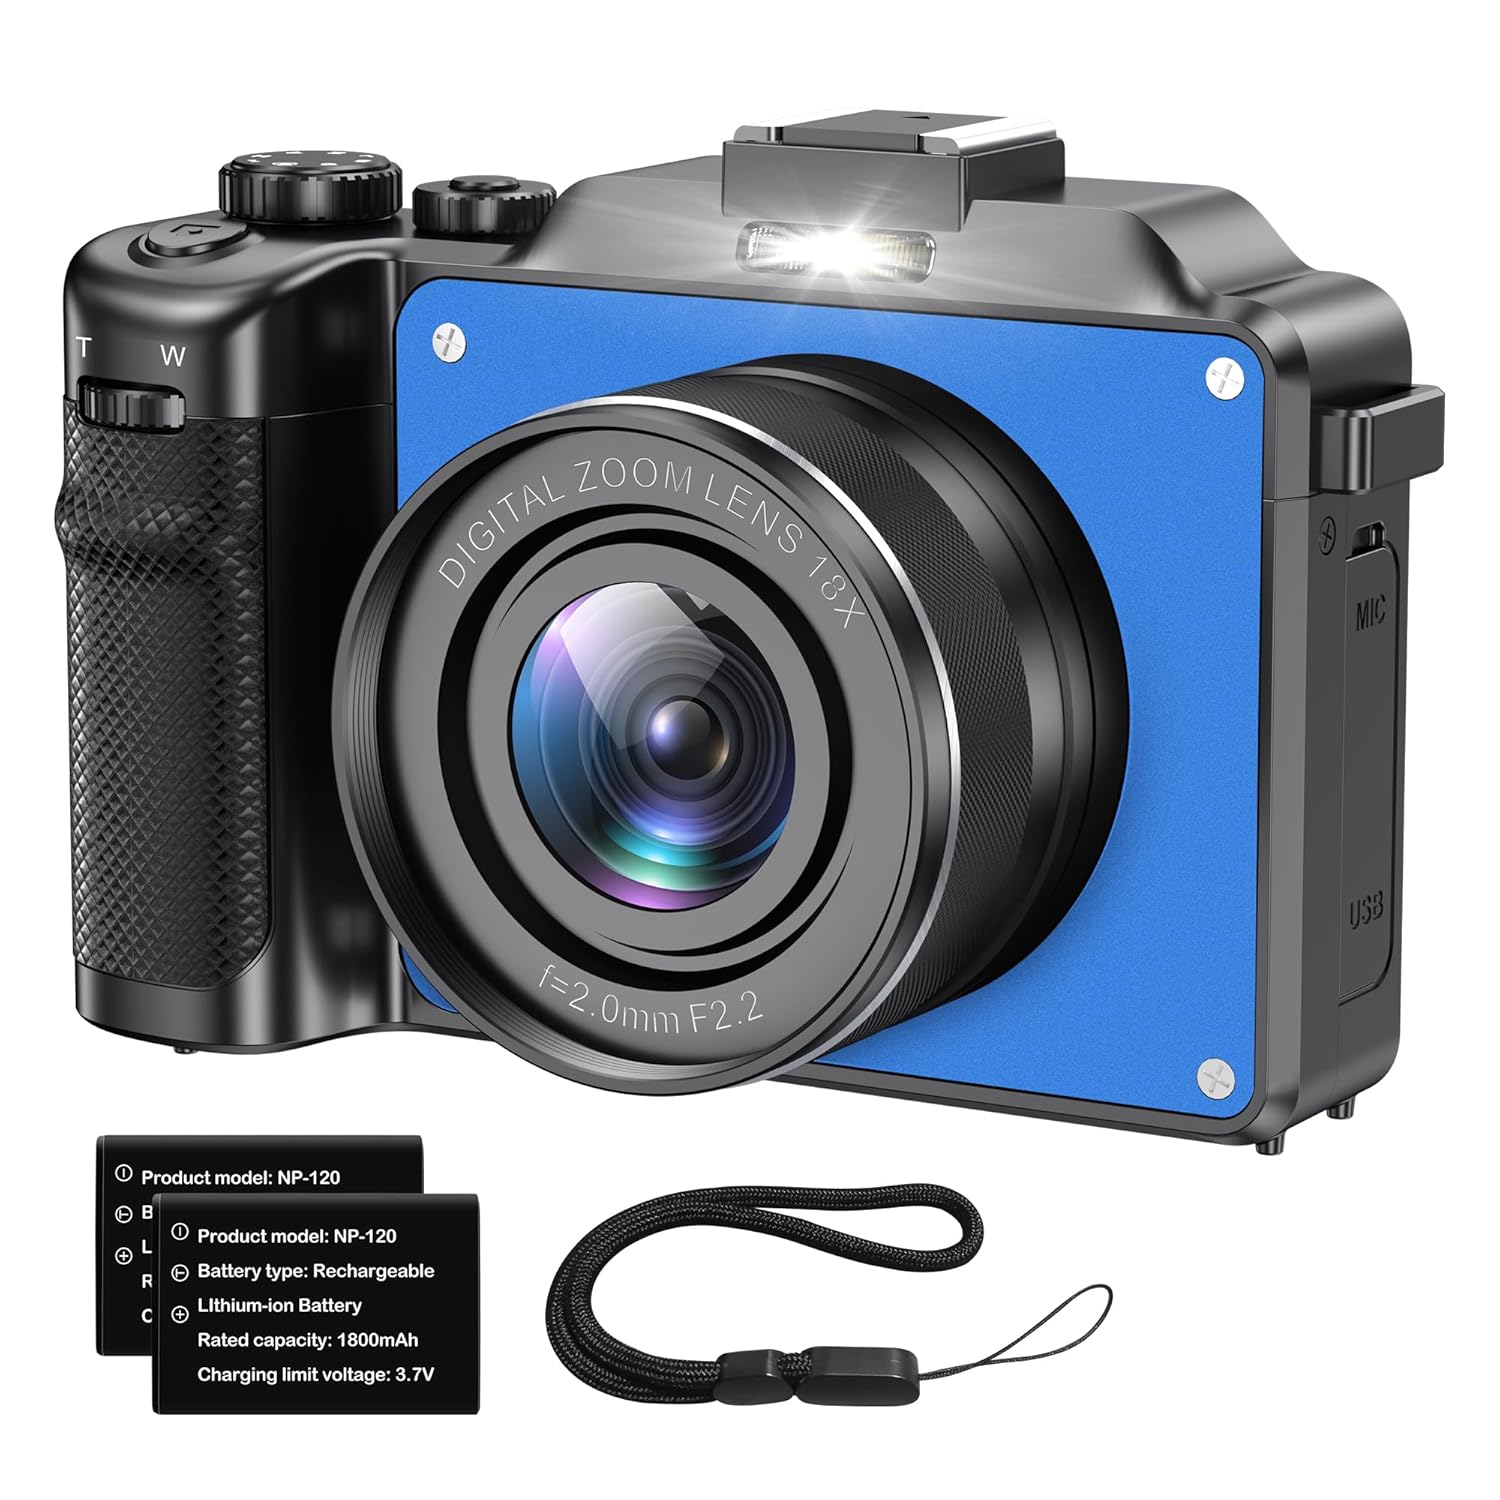 T W
DIGITAL ZOOM LENS 18X
f=2.0mm F2.2
MIC
USB
Product model: NP-120
B
L
R
C
Product model: NP-120
Battery type: Rechargeable
LIthium-ion Battery
Rated capacity: 1800mAh
Charging limit voltage: 3.7V